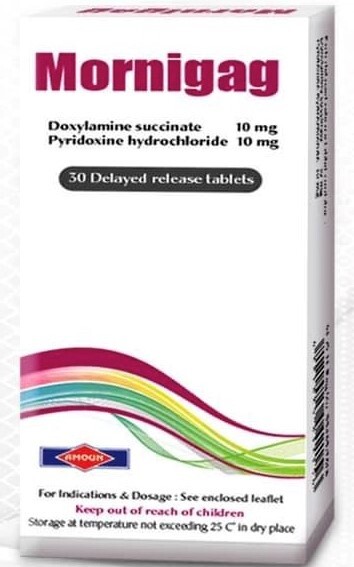 Mornigag
Doxylamine succinate 10 mg
Pyridoxine hydrochloride 10 mg
30 Delayed release tablets
AMOUN
For Indications & Dosage : See enclosed leaflet
Keep out of reach of children
Storage at temperature not exceeding 25 C° in dry place